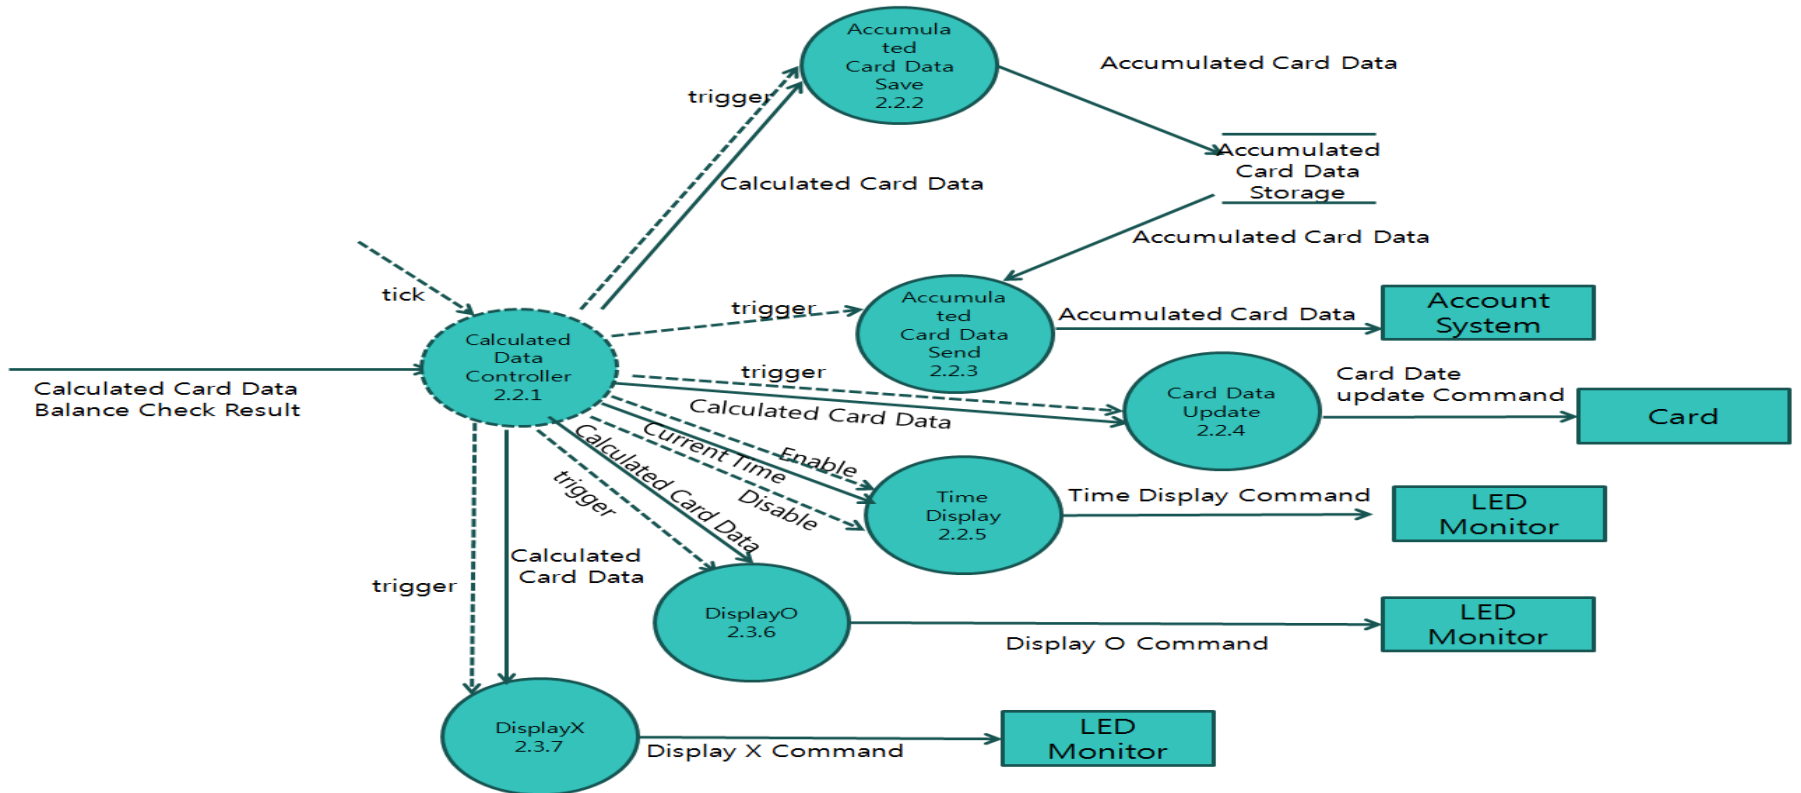 Accumula
ted
Card Data
Save
2.2.2
Accumulated Card Data
trigger
Calculated Card Data
Accumulated
Card Data
Storage
Accumulated Card Data
tick
trigger
Accumula
ted
Card Data
Send
2.2.3
Accumulated Card Data
Account
System
Calculated
Data
Controller
2.2.1
Calculated Card Data
Balance Check Result
trigger
Calculated Card Data
Card Data
Update
2.2.4
Card Date
update Command
Card
Enable
Current Time
Disable
Time
Display
2.2.5
Time Display Command
LED
Monitor
Calculated Card Data
trigger
DisplayO
2.3.6
Display O Command
LED
Monitor
trigger
Calculated
Card Data
DisplayX
2.3.7
Display X Command
LED
Monitor